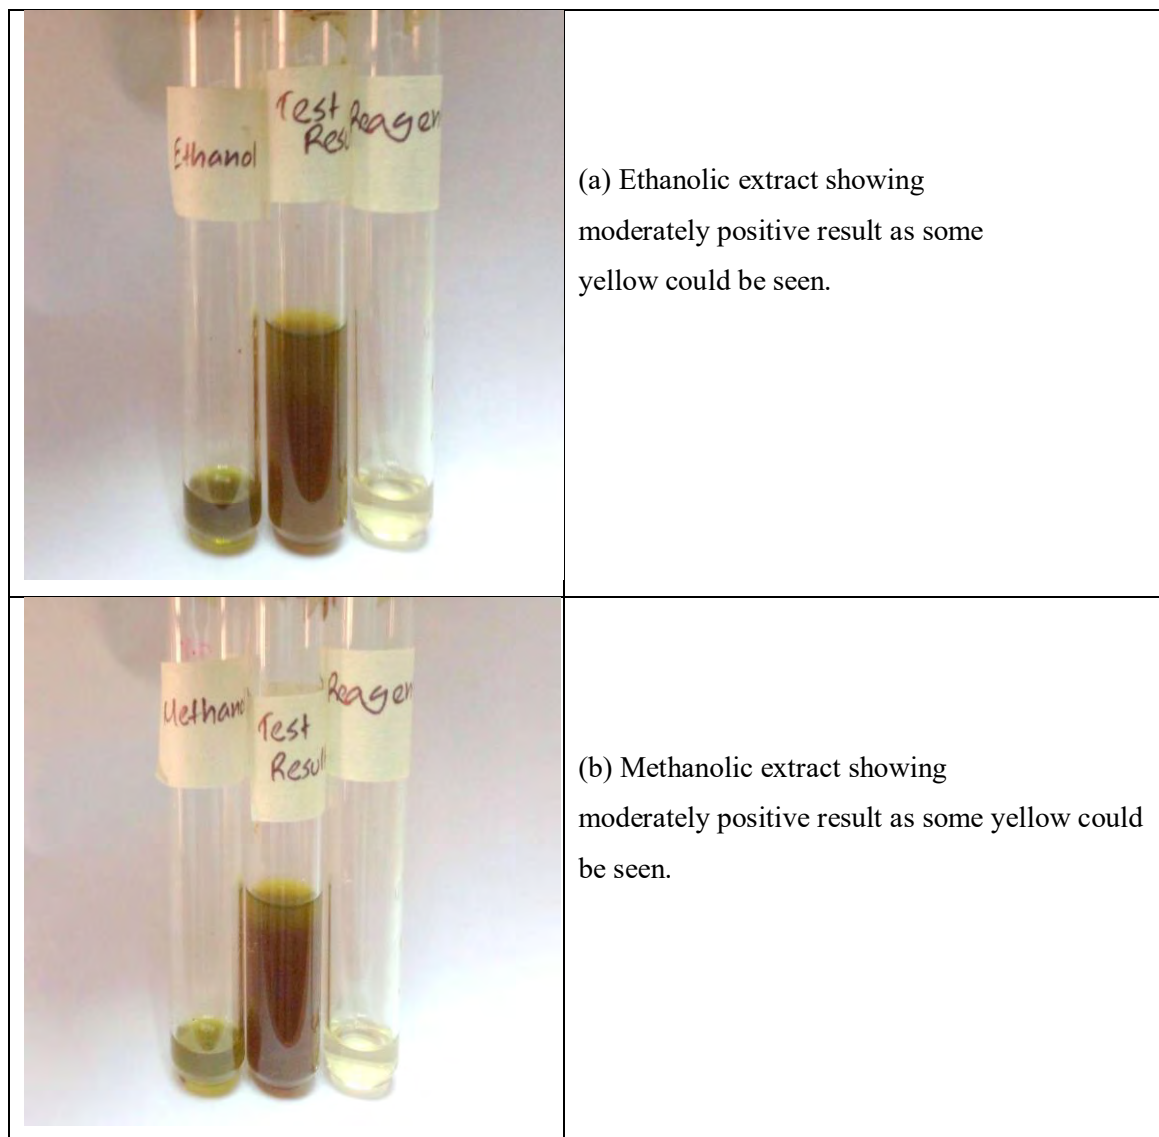 Ethanol
Test
Resu
Reagen
(a) Ethanolic extract showing
moderately positive result as some
yellow could be seen.
Methano
Test
Resul
Reagen
(b) Methanolic extract showing
moderately positive result as some yellow could
be seen.